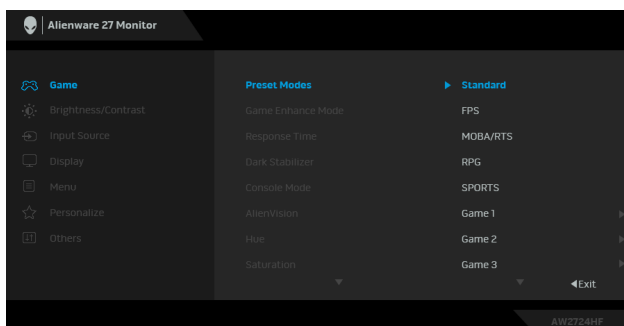 Alienware 27 Monitor
Game Preset Modes Standard
Brightness/Contrast Game Enhance Mode FPS
Input Source Response Time MOBA/RTS
Display Dark Stabilizer RPG
Menu Console Mode SPORTS
Personalize AlienVision Game 1
Others Hue Game 2
Saturation Game 3
Exit
AW2724HF